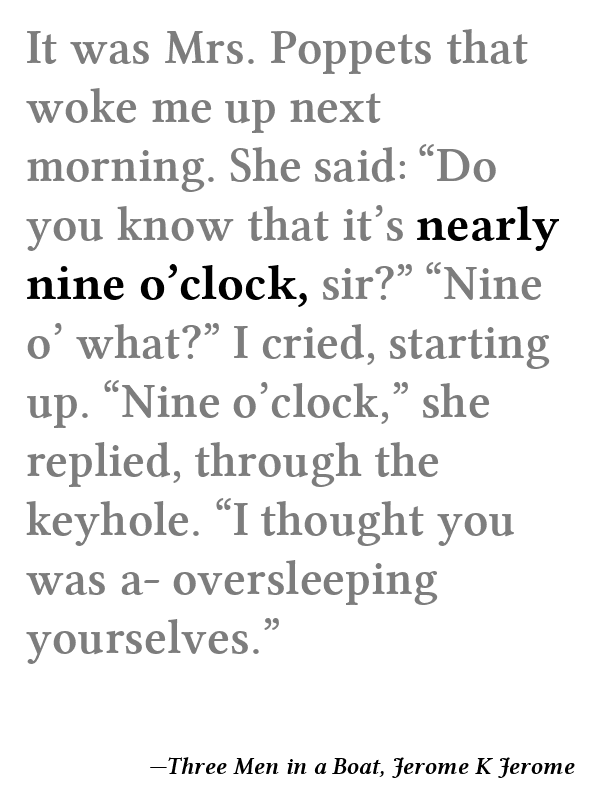 It was Mrs. Poppets that
woke me up next
morning. She said: “Do
you know that it’s nearly
nine o’clock, sir?” “Nine
o’ what?” I cried, starting
up. “Nine o’clock,” she
replied, through the
keyhole. “I thought you
was a- oversleeping
yourselves.”
—Three Men in a Boat, Jerome K Jerome